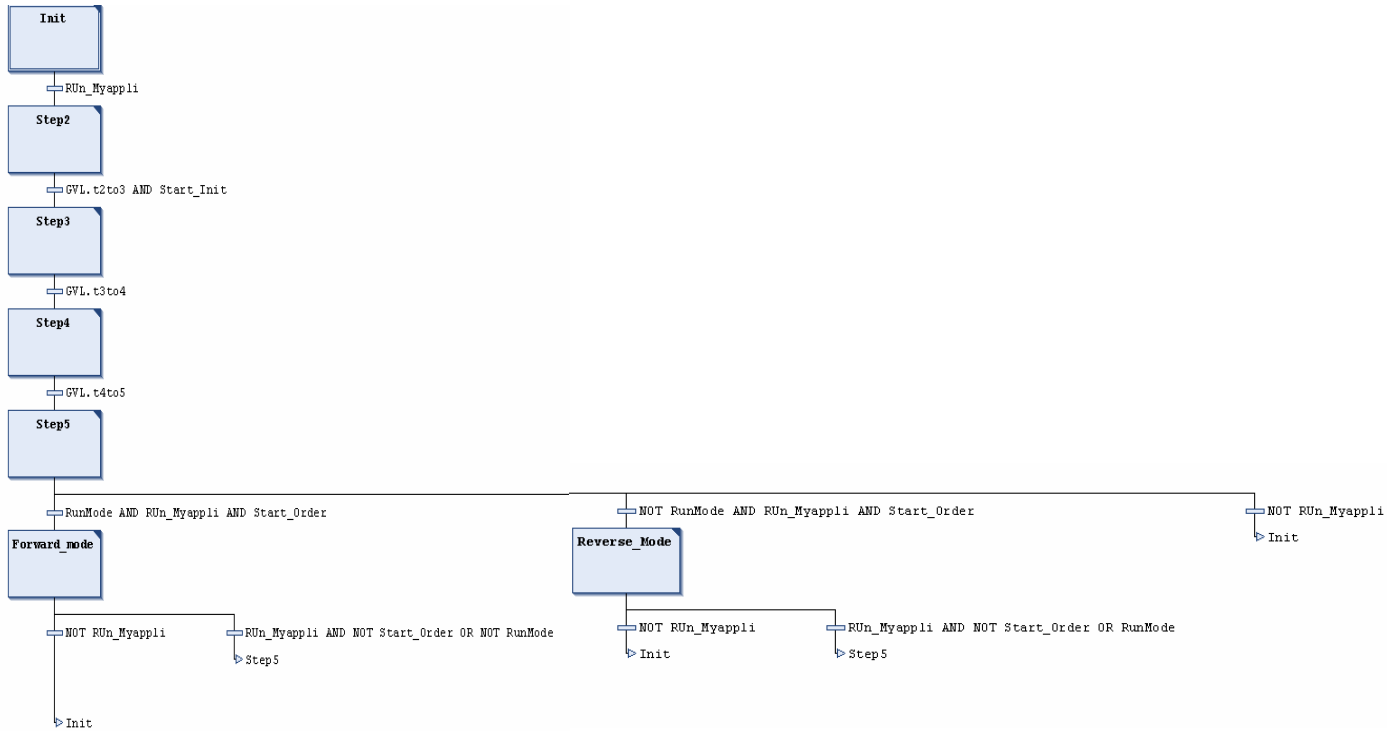 Init
RUn_Myappli
Step2
GVL.t2to3 AND Start_Init
Step3
GVL.t3to4
Step4
GVL.t4to5
Step5
RunMode AND RUn_Myappli AND Start_Order
NOT RunMode AND RUn_Myappli AND Start_Order
NOT RUn_Myappli
Init
Forward_mode
Reverse_Mode
NOT RUn_Myappli
RUn_Myappli AND NOT Start_Order OR NOT RunMode
NOT RUn_Myappli
RUn_Myappli AND NOT Start_Order OR RunMode
Step5
Init
Step5
Init